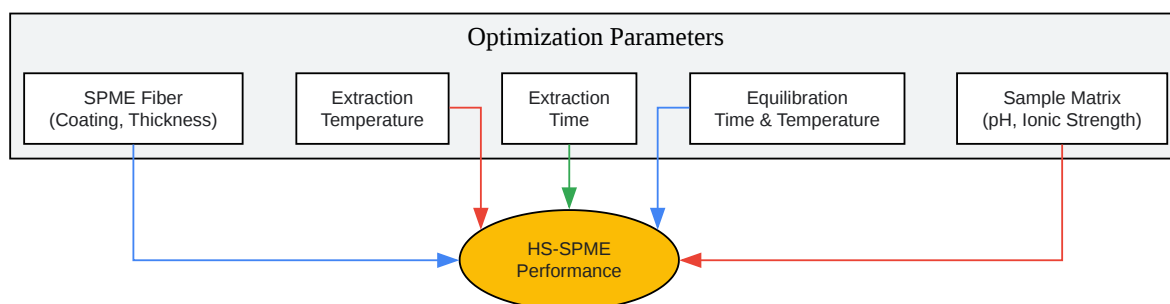 Optimization Parameters
SPME Fiber
(Coating, Thickness)
Extraction
Temperature
Extraction
Time
Equilibration
Time & Temperature
Sample Matrix
(pH, Ionic Strength)
HS-SPME
Performance